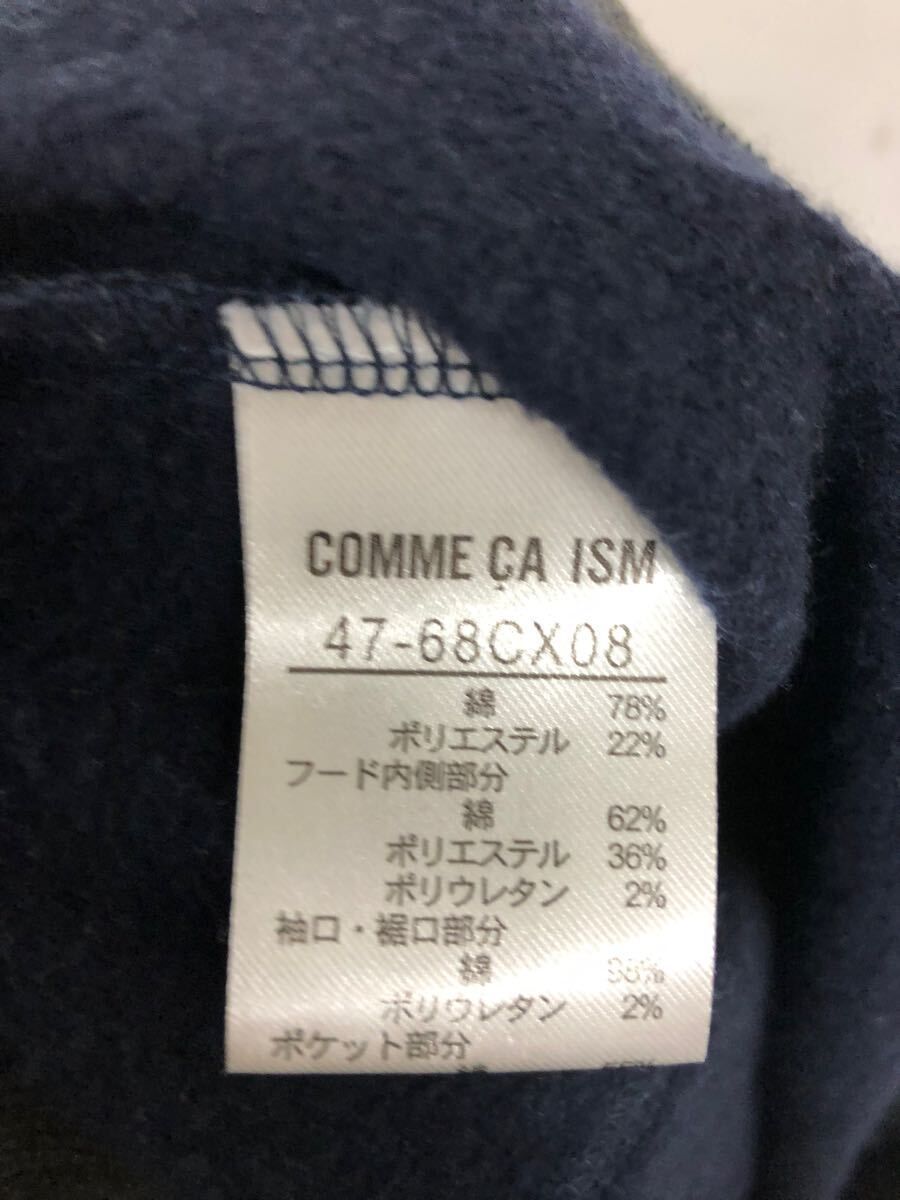 COMME ÇA ISM
47-68CX08
綿 78%
ポリエステル 22%
フード内側部分
綿 62%
ポリエステル 36%
ポリウレタン 2%
袖口・裾口部分
綿 98%
ポリウレタン 2%
ポケット部分